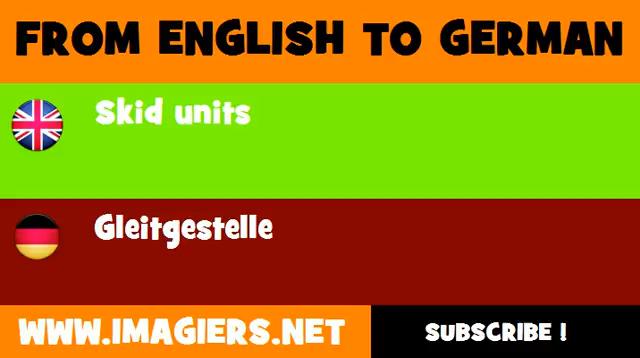 FROM ENGLISH TO GERMAN
Skid units
Gleitgestelle
WWW.IMAGIERS.NET
SUBSCRIBE !